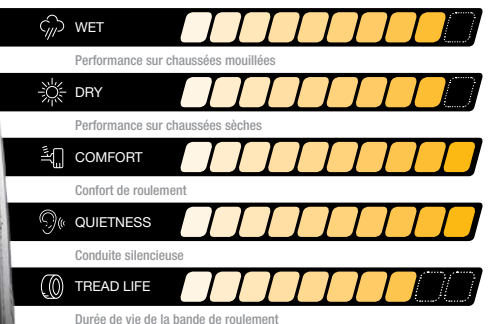 WET
Performance sur chaussées mouillées
DRY
Performance sur chaussées sèches
COMFORT
Confort de roulement
QUIETNESS
Conduite silencieuse
TREAD LIFE
Durée de vie de la bande de roulement